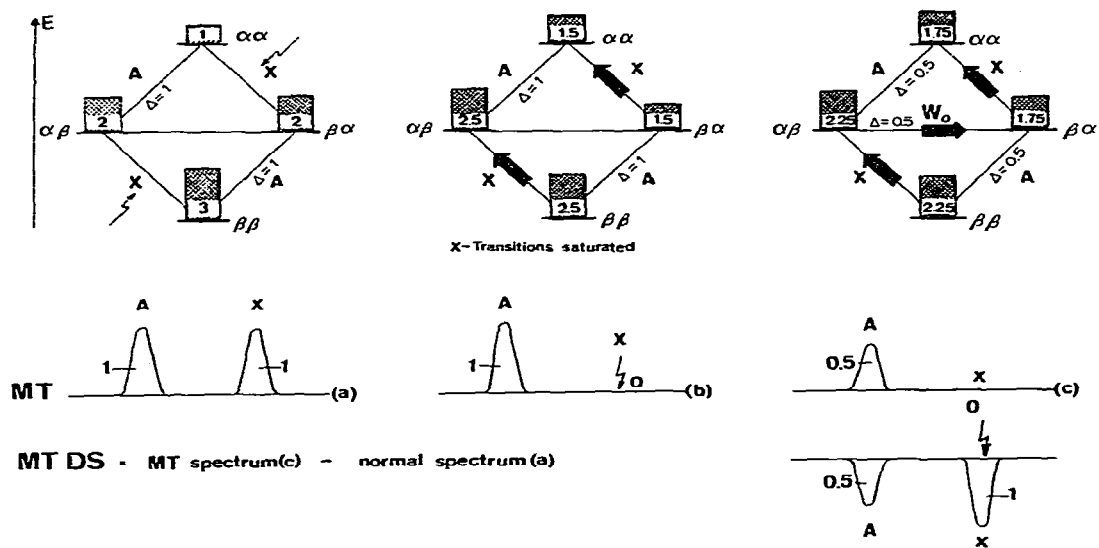 E
1
αα
A
Δ=1
X
2
αβ
2
βα
X
Δ=1
A
3
ββ
1.5
αα
A
Δ=1
X
2.5
αβ
1.5
βα
X
Δ=1
A
2.5
ββ
X-Transitions saturated
1.75
αα
A
Δ=0.5
X
2.25
αβ
Δ=0.5
Wo
1.75
βα
X
Δ=0.5
A
2.25
ββ
A X
1 1
MT (a)
A X
1 0
(b)
A X
0.5 0
(c)
MT DS - MT spectrum(c) - normal spectrum(a)
0.5 1
A X